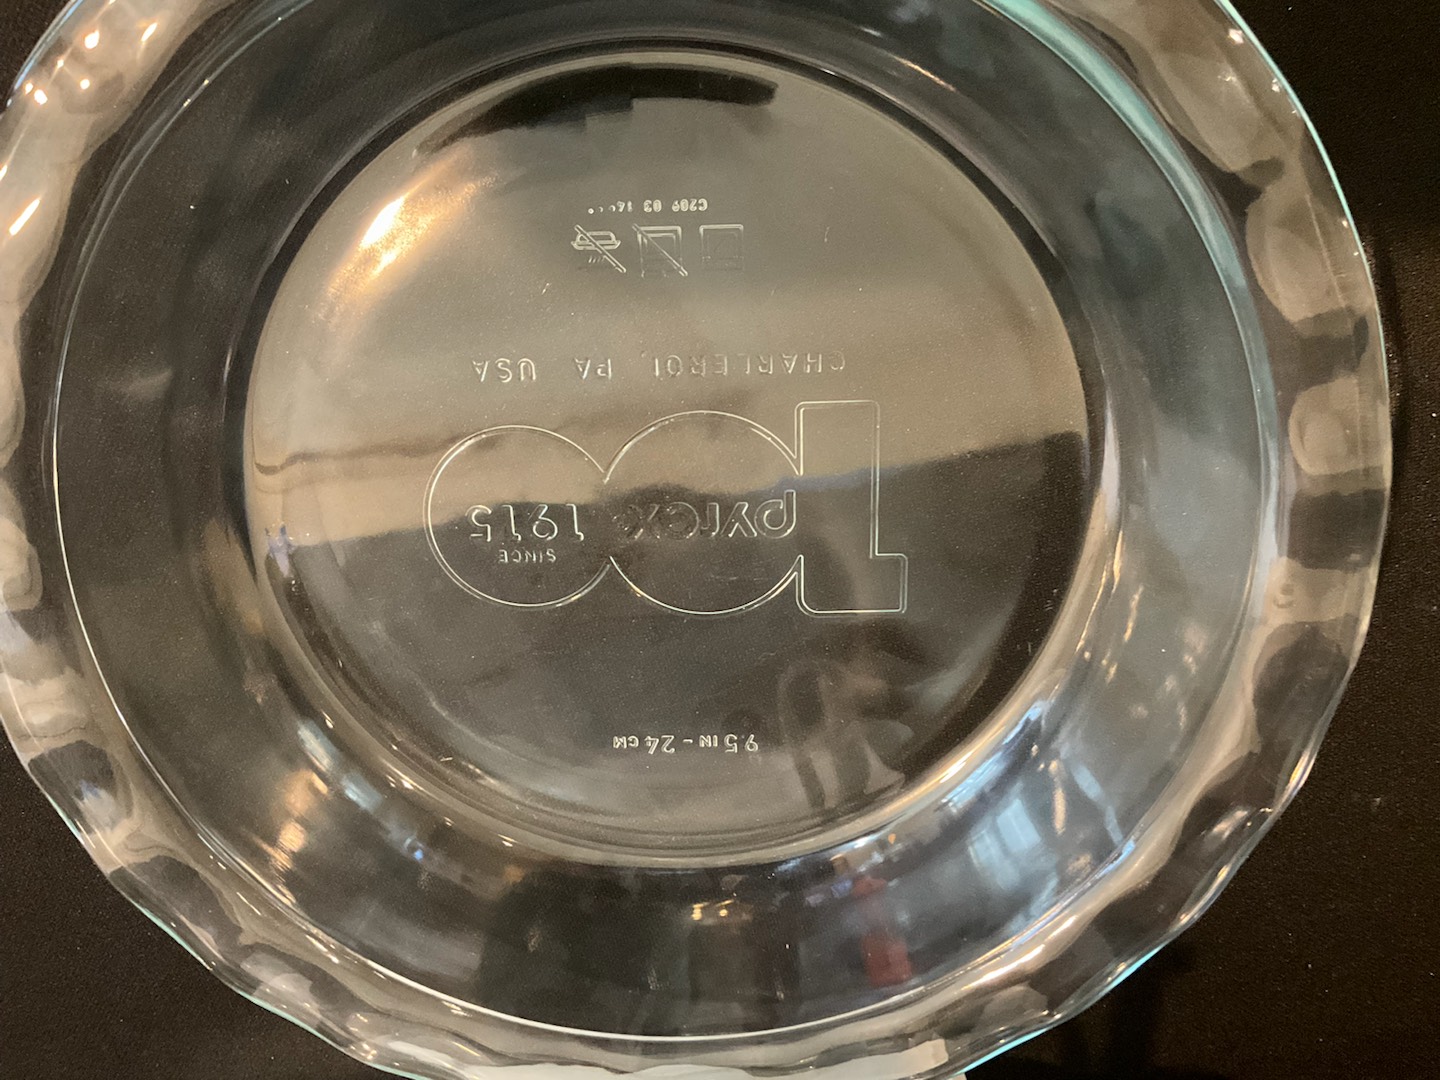 9.5 IN - 24 CM
100
SINCE
pyrex 1915
CHARLEROI, PA USA
C209 03